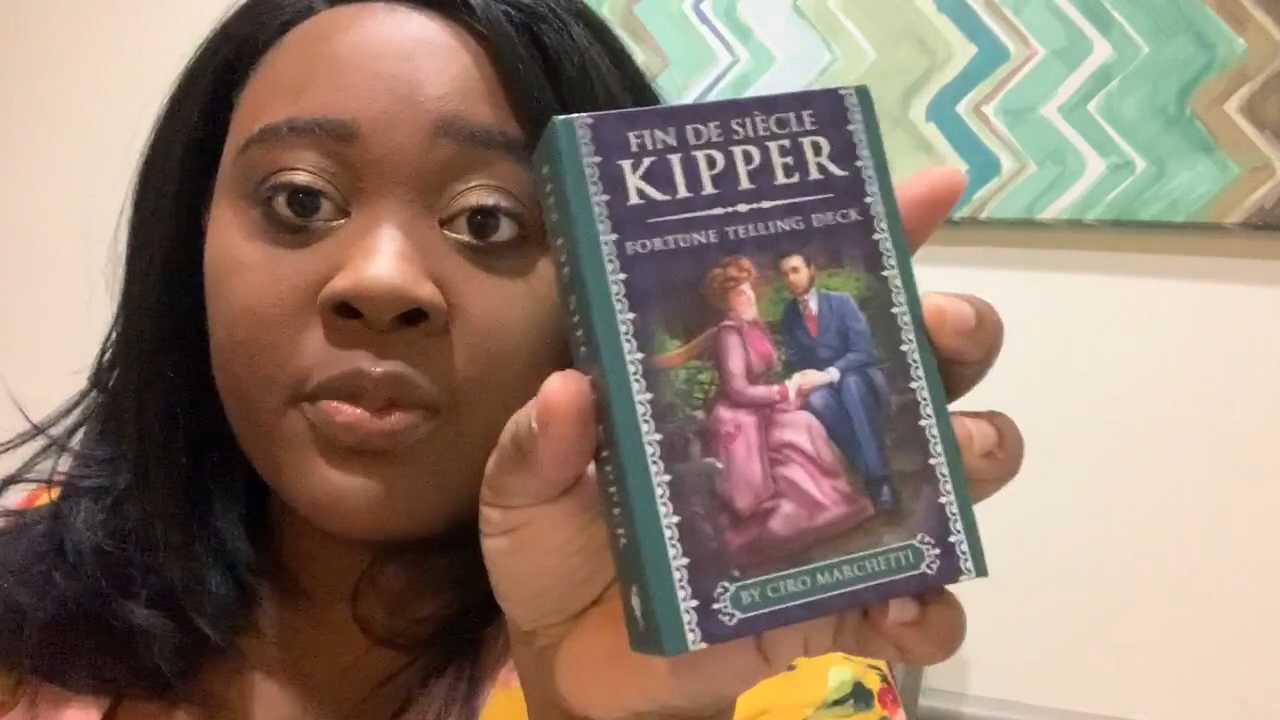 FIN DE SIÈCLE
KIPPER
FORTUNE TELLING DECK
BY CIRO MARCHETTI